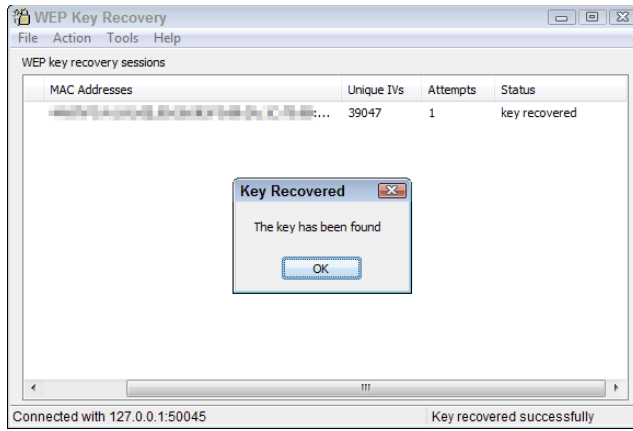 WEP Key Recovery
File Action Tools Help
WEP key recovery sessions
MAC Addresses Unique IVs Attempts Status
:... 39047 1 key recovered
Key Recovered
The key has been found
OK
Connected with 127.0.0.1:50045 Key recovered successfully